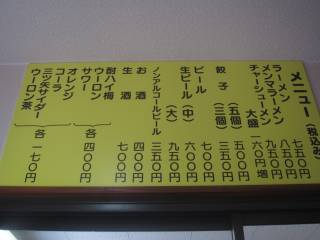 メニュー (税込み)
ラーメン 七五〇円
メンマラーメン 八五〇円
チャーシューメン 九五〇円
大盛 一六〇円増
餃子 (三個) 三五〇円
(五個) 五五〇円
ビール 七〇〇円
生ビール (中) 六〇〇円
(大) 九五〇円
ノンアルコールビール 三五〇円
お酒 四〇〇円
生酒 七〇〇円
酎ハイ梅
ウーロン
サワー 各 四〇〇円
オレンジ
コーラ
三ツ矢サイダー
ウーロン茶 各 一七〇円